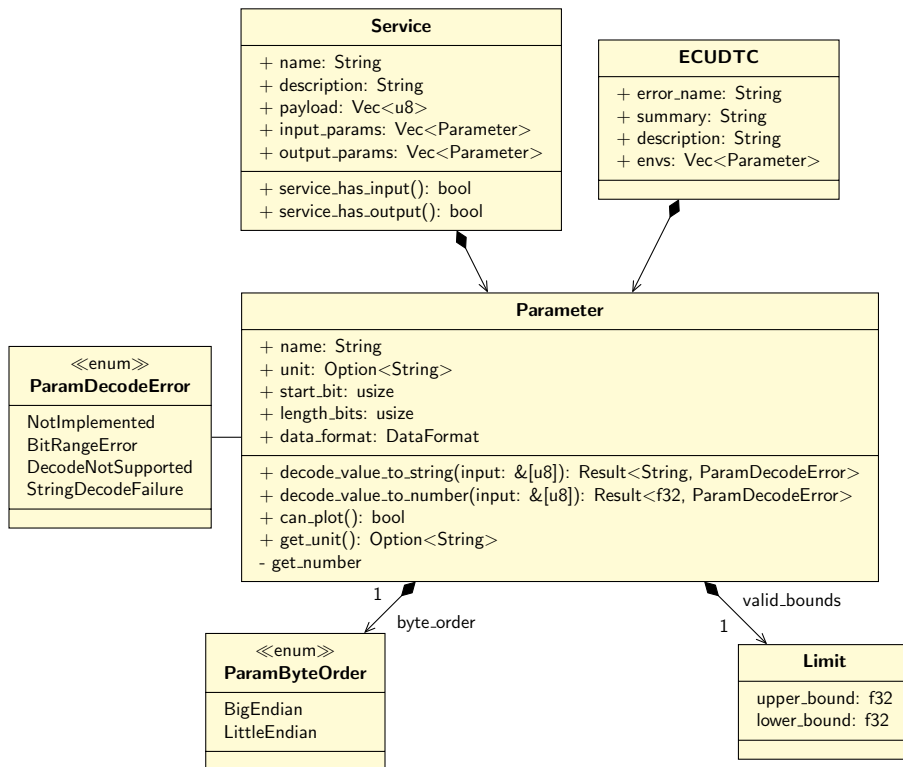 Service
+ name: String
+ description: String
+ payload: Vec<u8>
+ input_params: Vec<Parameter>
+ output_params: Vec<Parameter>
+ service_has_input(): bool
+ service_has_output(): bool
ECUDTC
+ error_name: String
+ summary: String
+ description: String
+ envs: Vec<Parameter>
Parameter
+ name: String
+ unit: Option<String>
+ start_bit: usize
+ length_bits: usize
+ data_format: DataFormat
+ decode_value_to_string(input: &[u8]): Result<String, ParamDecodeError>
+ decode_value_to_number(input: &[u8]): Result<f32, ParamDecodeError>
+ can_plot(): bool
+ get_unit(): Option<String>
- get_number
≪enum≫
ParamDecodeError
NotImplemented
BitRangeError
DecodeNotSupported
StringDecodeFailure
1
byte_order
valid_bounds
1
≪enum≫
ParamByteOrder
BigEndian
LittleEndian
Limit
upper_bound: f32
lower_bound: f32